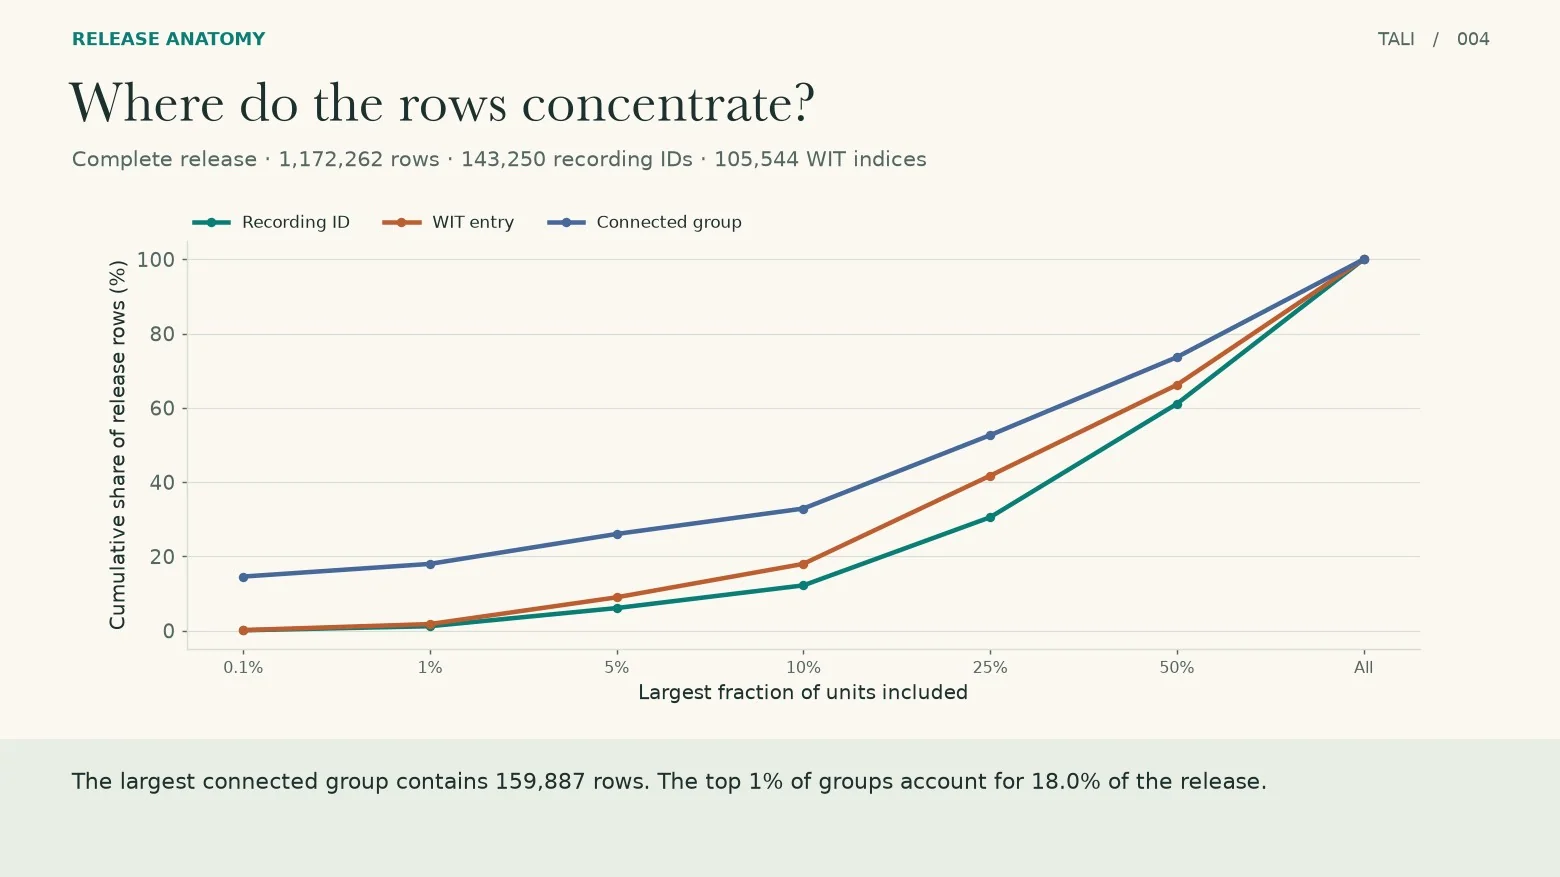 RELEASE ANATOMY
TALI / 004
Where do the rows concentrate?
Complete release · 1,172,262 rows · 143,250 recording IDs · 105,544 WIT indices
Recording ID
WIT entry
Connected group
Cumulative share of release rows (%)
100
80
60
40
20
0
0.1%
1%
5%
10%
25%
50%
All
Largest fraction of units included
The largest connected group contains 159,887 rows. The top 1% of groups account for 18.0% of the release.